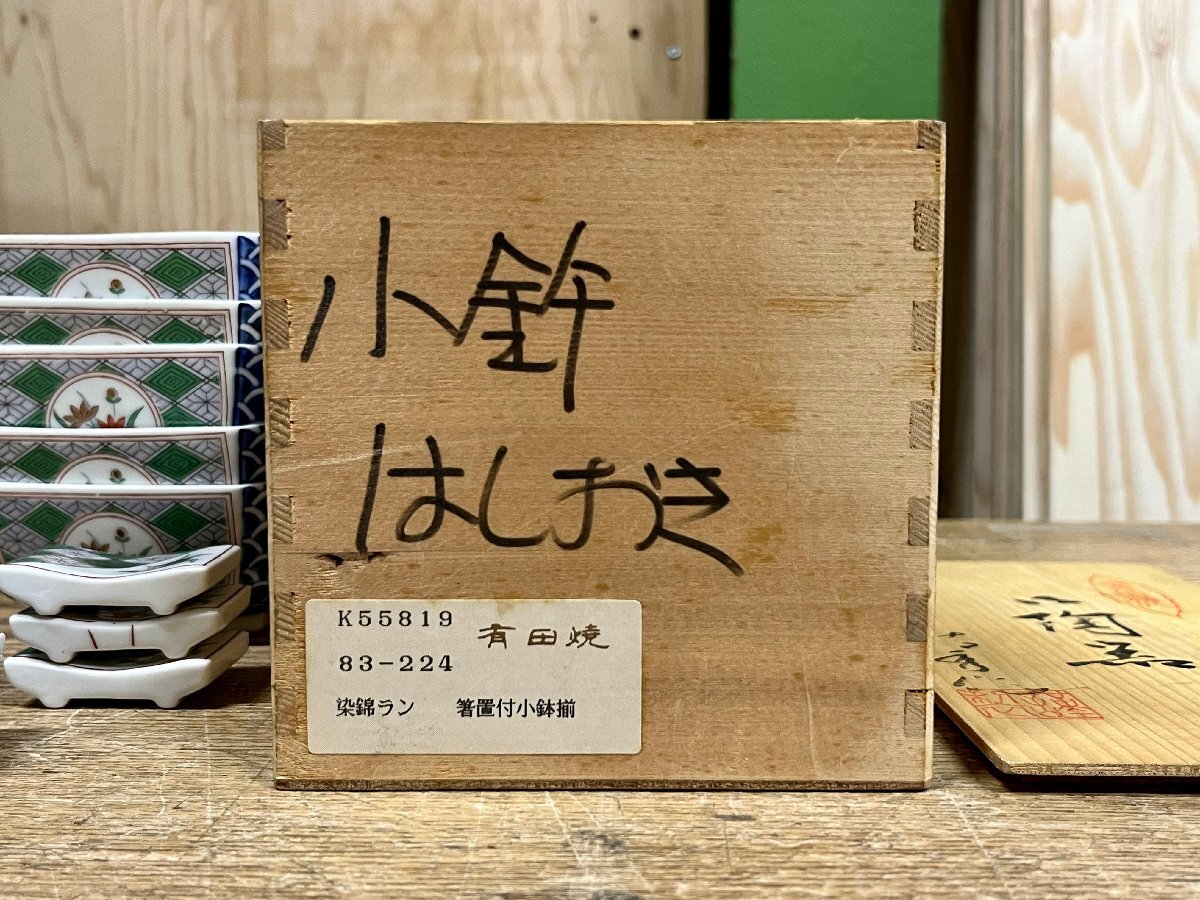 小鉢
はしおき
K55819
有田焼
83-224
染錦ラン　箸置付小鉢揃